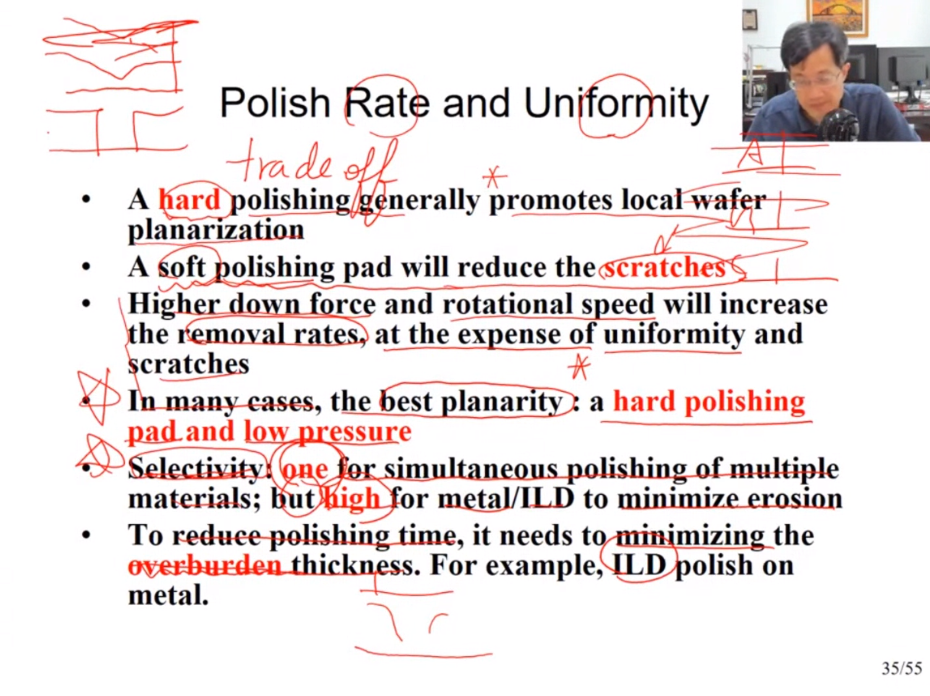 Polish Rate and Uniformity
trade off
• A hard polishing generally promotes local wafer
planarization
• A soft polishing pad will reduce the scratches
• Higher down force and rotational speed will increase
the removal rates, at the expense of uniformity and
scratches
• In many cases, the best planarity : a hard polishing
pad and low pressure
• Selectivity: one for simultaneous polishing of multiple
materials; but high for metal/ILD to minimize erosion
• To reduce polishing time, it needs to minimizing the
overburden thickness. For example, ILD polish on
metal.
35/55